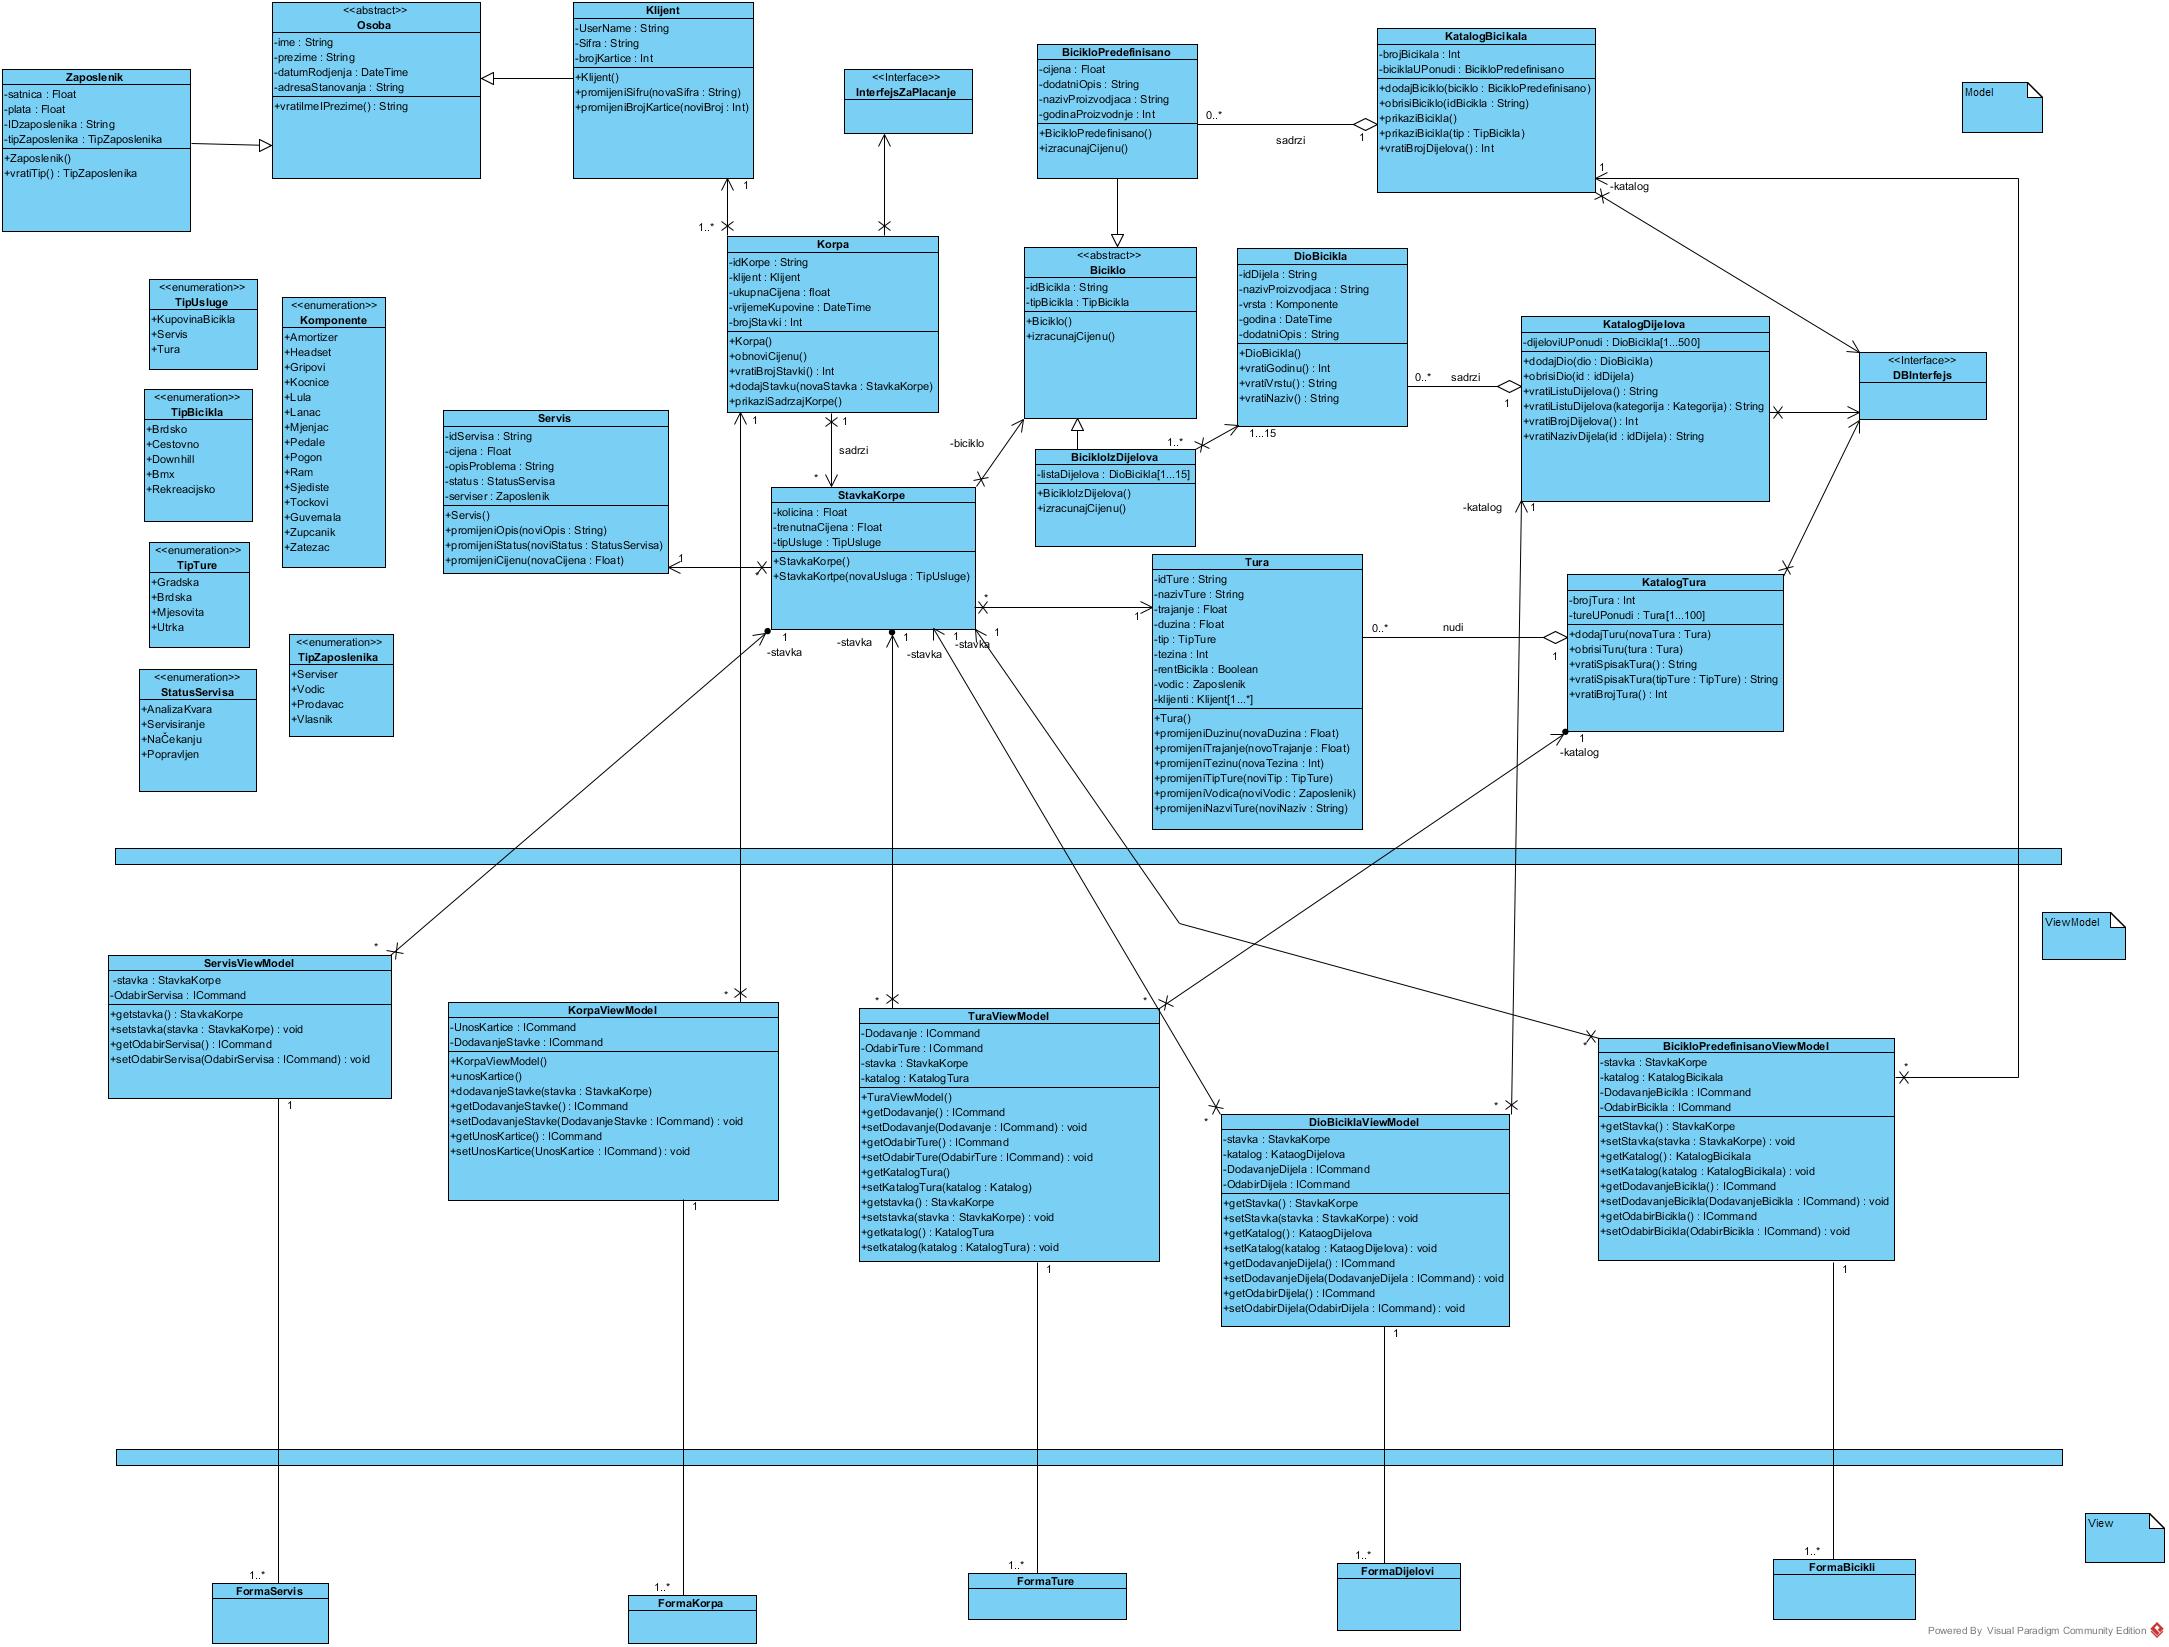 <<abstract>>
Osoba
-ime : String
-prezime : String
-datumRodjenja : DateTime
-adresaStanovanja : String
+vratiImeIPrezime() : String
Klijent
-UserName : String
-Sifra : String
-brojKartice : Int
+Klijent()
+promijeniSifru(novaSifra : String)
+promijeniBrojKartice(noviBroj : Int)
Zaposlenik
-satnica : Float
-plata : Float
-IDzaposlenika : String
-tipZaposlenika : TipZaposlenika
+Zaposlenik()
+vratiTip() : TipZaposlenika
<<Interface>>
InterfejsZaPlacanje
BicikloPredefinisano
-cijena : Float
-dodatniOpis : String
-nazivProizvodjaca : String
-godinaProizvodnje : Int
+BicikloPredefinisano()
+izracunajCijenu()
0..*
sadrzi
1
KatalogBicikala
-brojBicikala : Int
-biciklaUPonudi : BicikloPredefinisano
+dodajBiciklo(biciklo : BicikloPredefinisano)
+obrisiBiciklo(idBicikla : String)
+prikaziBicikla()
+prikaziBicikla(tip : TipBicikla)
+vratiBrojDijelova() : Int
1
-katalog
Model
1
1..*
Korpa
-idKorpe : String
-klijent : Klijent
-ukupnaCijena : float
-vrijemeKupovine : DateTime
-brojStavki : Int
+Korpa()
+obnoviCijenu()
+vratiBrojStavki() : Int
+dodajStavku(novaStavka : StavkaKorpe)
+prikaziSadrzajKorpe()
1
1
sadrzi
*
<<abstract>>
Biciklo
-idBicikla : String
-tipBicikla : TipBicikla
+Biciklo()
+izracunajCijenu()
-biciklo
DioBicikla
-idDijela : String
-nazivProizvodjaca : String
-vrsta : Komponente
-godina : DateTime
-dodatniOpis : String
+DioBicikla()
+vratiGodinu() : Int
+vratiVrstu() : String
+vratiNaziv() : String
0..*
sadrzi
1
1..*
1...15
KatalogDijelova
-dijeloviUPonudi : DioBicikla[1...500]
+dodajDio(dio : DioBicikla)
+obrisiDio(id : idDijela)
+vratiListuDijelova() : String
+vratiListuDijelova(kategorija : Kategorija) : String
+vratiBrojDijelova() : Int
+vratiNazivDijela(id : idDijela) : String
-katalog
1
<<Interface>>
DBInterfejs
<<enumeration>>
TipUsluge
+KupovinaBicikla
+Servis
+Tura
<<enumeration>>
Komponente
+Amortizer
+Headset
+Gripovi
+Kocnice
+Lula
+Lanac
+Mjenjac
+Pedale
+Pogon
+Ram
+Sjediste
+Tockovi
+Guvernala
+Zupcanik
+Zatezac
<<enumeration>>
TipBicikla
+Brdsko
+Cestovno
+Downhill
+Bmx
+Rekreacijsko
<<enumeration>>
TipTure
+Gradska
+Brdska
+Mjesovita
+Utrka
<<enumeration>>
TipZaposlenika
+Serviser
+Vodic
+Prodavac
+Vlasnik
<<enumeration>>
StatusServisa
+AnalizaKvara
+Servisiranje
+NaČekanju
+Popravljen
Servis
-idServisa : String
-cijena : Float
-opisProblema : String
-status : StatusServisa
-serviser : Zaposlenik
+Servis()
+promijeniOpis(noviOpis : String)
+promijeniStatus(noviStatus : StatusServisa)
+promijeniCijenu(novaCijena : Float)
1
*
StavkaKorpe
-kolicina : Float
-trenutnaCijena : Float
-tipUsluge : TipUsluge
+StavkaKorpe()
+StavkaKortpe(novaUsluga : TipUsluge)
*
1
1
-stavka
-stavka
1
-stavka
1
-stavka
1
BicikloIzDijelova
-listaDijelova : DioBicikla[1...15]
+BicikloIzDijelova()
+izracunajCijenu()
Tura
-idTure : String
-nazivTure : String
-trajanje : Float
-duzina : Float
-tip : TipTure
-tezina : Int
-rentBicikla : Boolean
-vodic : Zaposlenik
-klijenti : Klijent[1...*]
+Tura()
+promijeniDuzinu(novaDuzina : Float)
+promijeniTrajanje(novoTrajanje : Float)
+promijeniTezinu(novaTezina : Int)
+promijeniTipTure(noviTip : TipTure)
+promijeniVodica(noviVodic : Zaposlenik)
+promijeniNazviTure(noviNaziv : String)
0..*
nudi
1
KatalogTura
-brojTura : Int
-tureUPonudi : Tura[1...100]
+dodajTuru(novaTura : Tura)
+obrisiTuru(tura : Tura)
+vratiSpisakTura() : String
+vratiSpisakTura(tipTure : TipTure) : String
+vratiBrojTura() : Int
1
-katalog
ViewModel
*
ServisViewModel
-stavka : StavkaKorpe
-OdabirServisa : ICommand
+getstavka() : StavkaKorpe
+setstavka(stavka : StavkaKorpe) : void
+getOdabirServisa() : ICommand
+setOdabirServisa(OdabirServisa : ICommand) : void
1
*
KorpaViewModel
-UnosKartice : ICommand
-DodavanjeStavke : ICommand
+KorpaViewModel()
+unosKartice()
+dodavanjeStavke(stavka : StavkaKorpe)
+getDodavanjeStavke() : ICommand
+setDodavanjeStavke(DodavanjeStavke : ICommand) : void
+getUnosKartice() : ICommand
+setUnosKartice(UnosKartice : ICommand) : void
1
*
*
TuraViewModel
-Dodavanje : ICommand
-OdabirTure : ICommand
-stavka : StavkaKorpe
-katalog : KatalogTura
+TuraViewModel()
+getDodavanje() : ICommand
+setDodavanje(Dodavanje : ICommand) : void
+getOdabirTure() : ICommand
+setOdabirTure(OdabirTure : ICommand) : void
+getKatalogTura()
+setKatalogTura(katalog : Katalog)
+getstavka() : StavkaKorpe
+setstavka(stavka : StavkaKorpe) : void
+getkatalog() : KatalogTura
+setkatalog(katalog : KatalogTura) : void
1
*
*
DioBiciklaViewModel
-stavka : StavkaKorpe
-katalog : KataogDijelova
-DodavanjeDijela : ICommand
-OdabirDijela : ICommand
+getStavka() : StavkaKorpe
+setStavka(stavka : StavkaKorpe) : void
+getKatalog() : KataogDijelova
+setKatalog(katalog : KataogDijelova) : void
+getDodavanjeDijela() : ICommand
+setDodavanjeDijela(DodavanjeDijela : ICommand) : void
+getOdabirDijela() : ICommand
+setOdabirDijela(OdabirDijela : ICommand) : void
1
*
*
BicikloPredefinisanoViewModel
-stavka : StavkaKorpe
-katalog : KatalogBicikala
-DodavanjeBicikla : ICommand
-OdabirBicikla : ICommand
+getStavka() : StavkaKorpe
+setStavka(stavka : StavkaKorpe) : void
+getKatalog() : KatalogBicikala
+setKatalog(katalog : KatalogBicikala) : void
+getDodavanjeBicikla() : ICommand
+setDodavanjeBicikla(DodavanjeBicikla : ICommand) : void
+getOdabirBicikla() : ICommand
+setOdabirBicikla(OdabirBicikla : ICommand) : void
1
View
1..*
FormaServis
1..*
FormaKorpa
1..*
FormaTure
1..*
FormaDijelovi
1..*
FormaBicikli
Powered By Visual Paradigm Community Edition